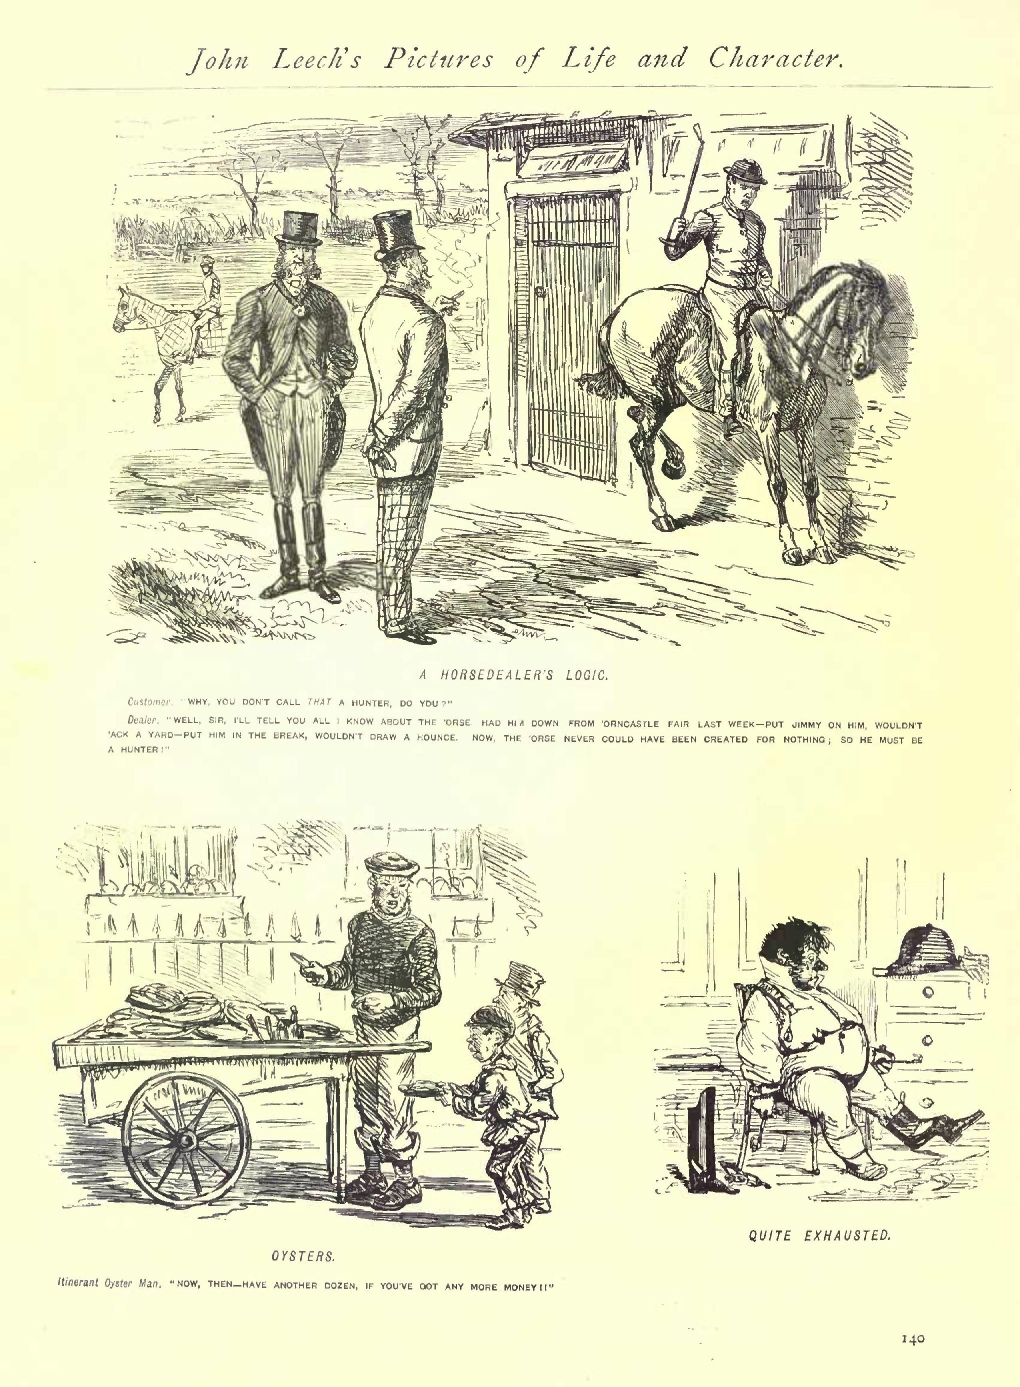 John Leech's Pictures of Life and Character.
A HORSEDEALER'S LOGIC.
Customer. "WHY, YOU DON'T CALL THAT A HUNTER, DO YOU?"
Dealer. "WELL, SIR, I'LL TELL YOU ALL I KNOW ABOUT THE 'ORSE HAD HIM DOWN FROM 'ORNCASTLE FAIR LAST WEEK—PUT JIMMY ON HIM, WOULDN'T
'ACK A YARD—PUT HIM IN THE BREAK, WOULDN'T DRAW A HOUNCE. NOW, THE 'ORSE NEVER COULD HAVE BEEN CREATED FOR NOTHING; SO HE MUST BE
A HUNTER!"
OYSTERS.
Itinerant Oyster Man. "NOW, THEN—HAVE ANOTHER DOZEN, IF YOU'VE GOT ANY MORE MONEY!!"
QUITE EXHAUSTED.
140